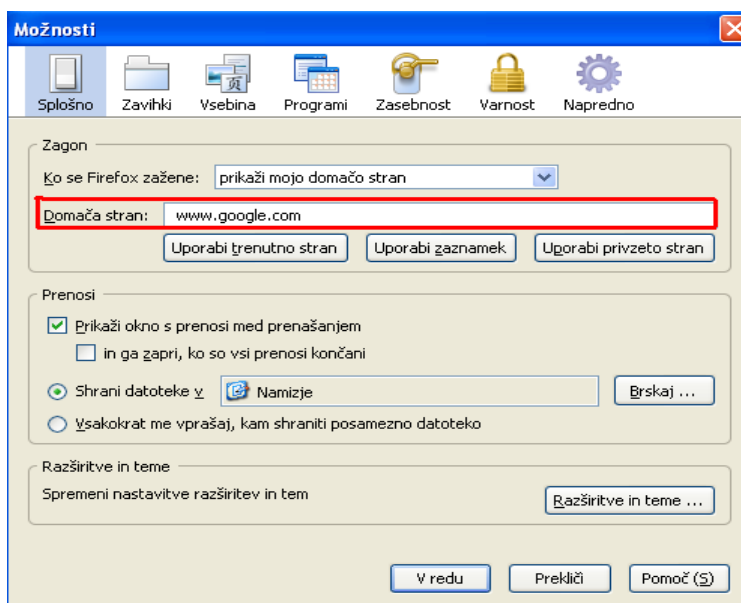 Možnosti
Splošno Zavihki Vsebina Programi Zasebnost Varnost Napredno
Zagon
Ko se Firefox zažene: prikaži mojo domačo stran
Domača stran: www.google.com
Uporabi trenutno stran Uporabi zaznamek Uporabi privzeto stran
Prenosi
Prikaži okno s prenosi med prenašanjem
in ga zapri, ko so vsi prenosi končani
Shrani datoteke v Namizje Brskaj ...
Vsakokrat me vprašaj, kam shraniti posamezno datoteko
Razširitve in teme
Spremeni nastavitve razširitev in tem
Razširitve in teme ...
V redu Prekliči Pomoč (S)